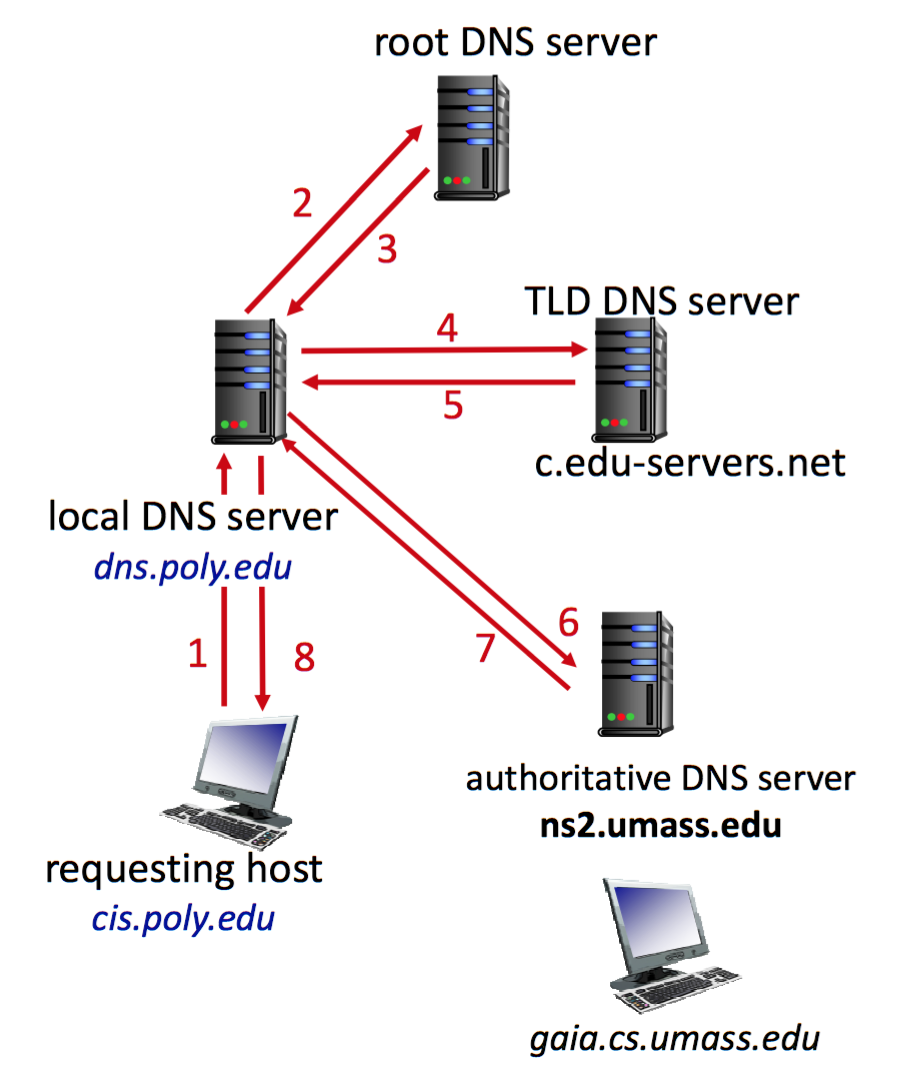 root DNS server
2
3
TLD DNS server
4
5
c.edu-servers.net
local DNS server
dns.poly.edu
1
8
6
7
authoritative DNS server
ns2.umass.edu
requesting host
cis.poly.edu
gaia.cs.umass.edu